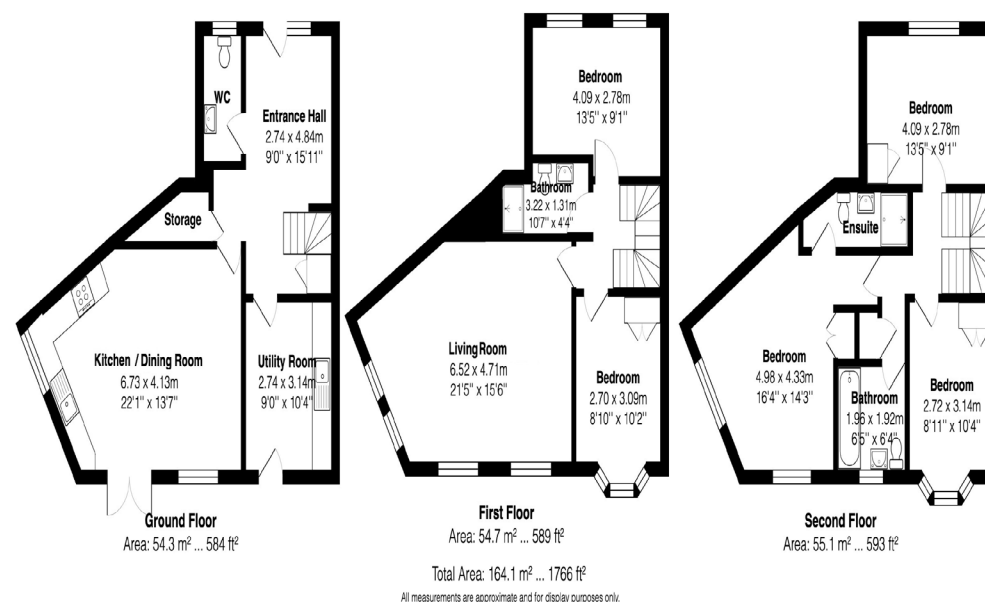 WC
Entrance Hall
2.74 x 4.84m
9'0" x 15'11"
Storage
Kitchen / Dining Room
6.73 x 4.13m
22'1" x 13'7"
Utility Room
2.74 x 3.14m
9'0" x 10'4"
Ground Floor
Area: 54.3 m² ... 584 ft²
Bedroom
4.09 x 2.78m
13'5" x 9'1"
Bathroom
3.22 x 1.31m
10'7" x 4'4"
Living Room
6.52 x 4.71m
21'5" x 15'6"
Bedroom
2.70 x 3.09m
8'10" x 10'2"
First Floor
Area: 54.7 m² ... 589 ft²
Bedroom
4.09 x 2.78m
13'5" x 9'1"
Ensuite
Bedroom
4.98 x 4.33m
16'4" x 14'3"
Bathroom
1.96 x 1.92m
6'5" x 6'4"
Bedroom
2.72 x 3.14m
8'11" x 10'4"
Second Floor
Area: 55.1 m² ... 593 ft²
Total Area: 164.1 m² ... 1766 ft²
All measurements are approximate and for display purposes only.